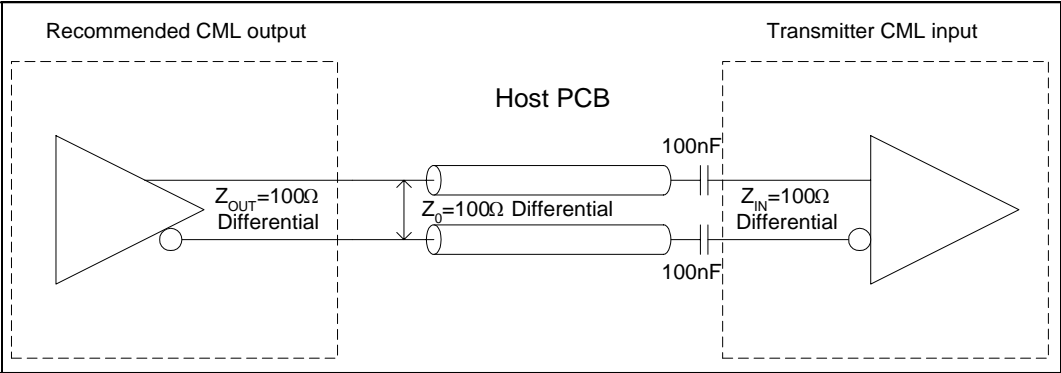 Recommended CML output
Transmitter CML input
Host PCB
100nF
Z_OUT=100Ω
Differential
Z_0=100Ω Differential
Z_IN=100Ω
Differential
100nF